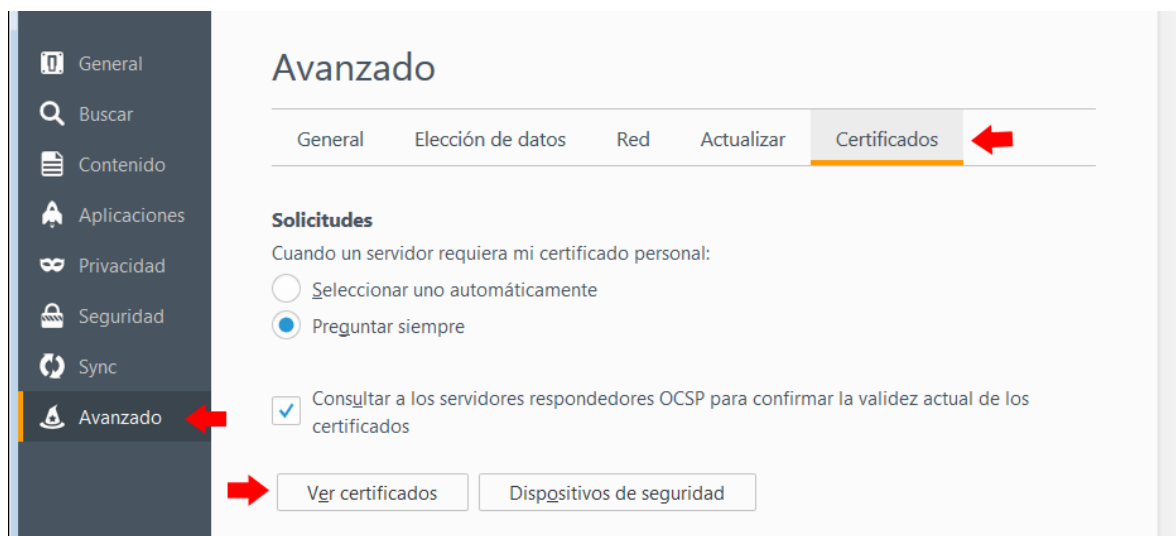 General
Buscar
Contenido
Aplicaciones
Privacidad
Seguridad
Sync
Avanzado
Avanzado
General Elección de datos Red Actualizar Certificados
Solicitudes
Cuando un servidor requiera mi certificado personal:
Seleccionar uno automáticamente
Preguntar siempre
Consultar a los servidores respondedores OCSP para confirmar la validez actual de los
certificados
Ver certificados Dispositivos de seguridad